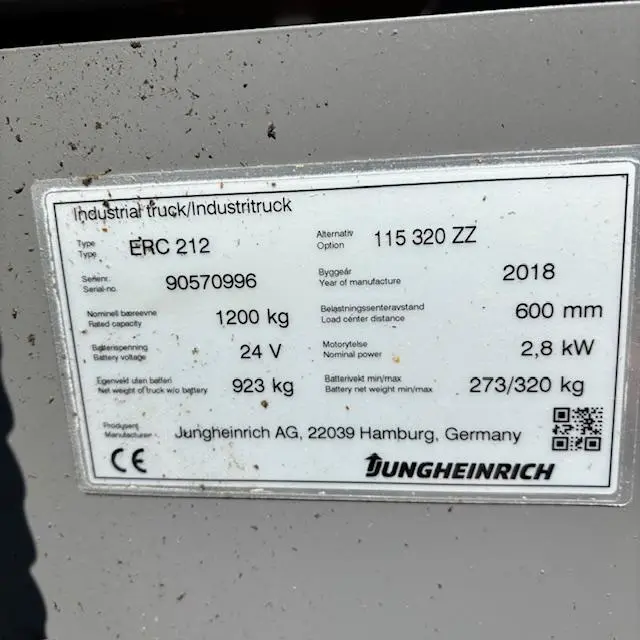 Industrial truck/Industritruck
Type
Type
ERC 212
Alternativ
Option
115 320 ZZ
Serienr.
Serial-no.
90570996
Byggeår
Year of manufacture
2018
Nominell bæreevne
Rated capacity
1200 kg
Belastningssenteravstand
Load center distance
600 mm
Batterispenning
Battery voltage
24 V
Motorytelse
Nominal power
2,8 kW
Egenvekt uten batteri
Net weight of truck w/o battery
923 kg
Batterivekt min/max
Battery net weight min/max
273/320 kg
Produsent
Manufacturer
Jungheinrich AG, 22039 Hamburg, Germany
CE
JUNGHEINRICH